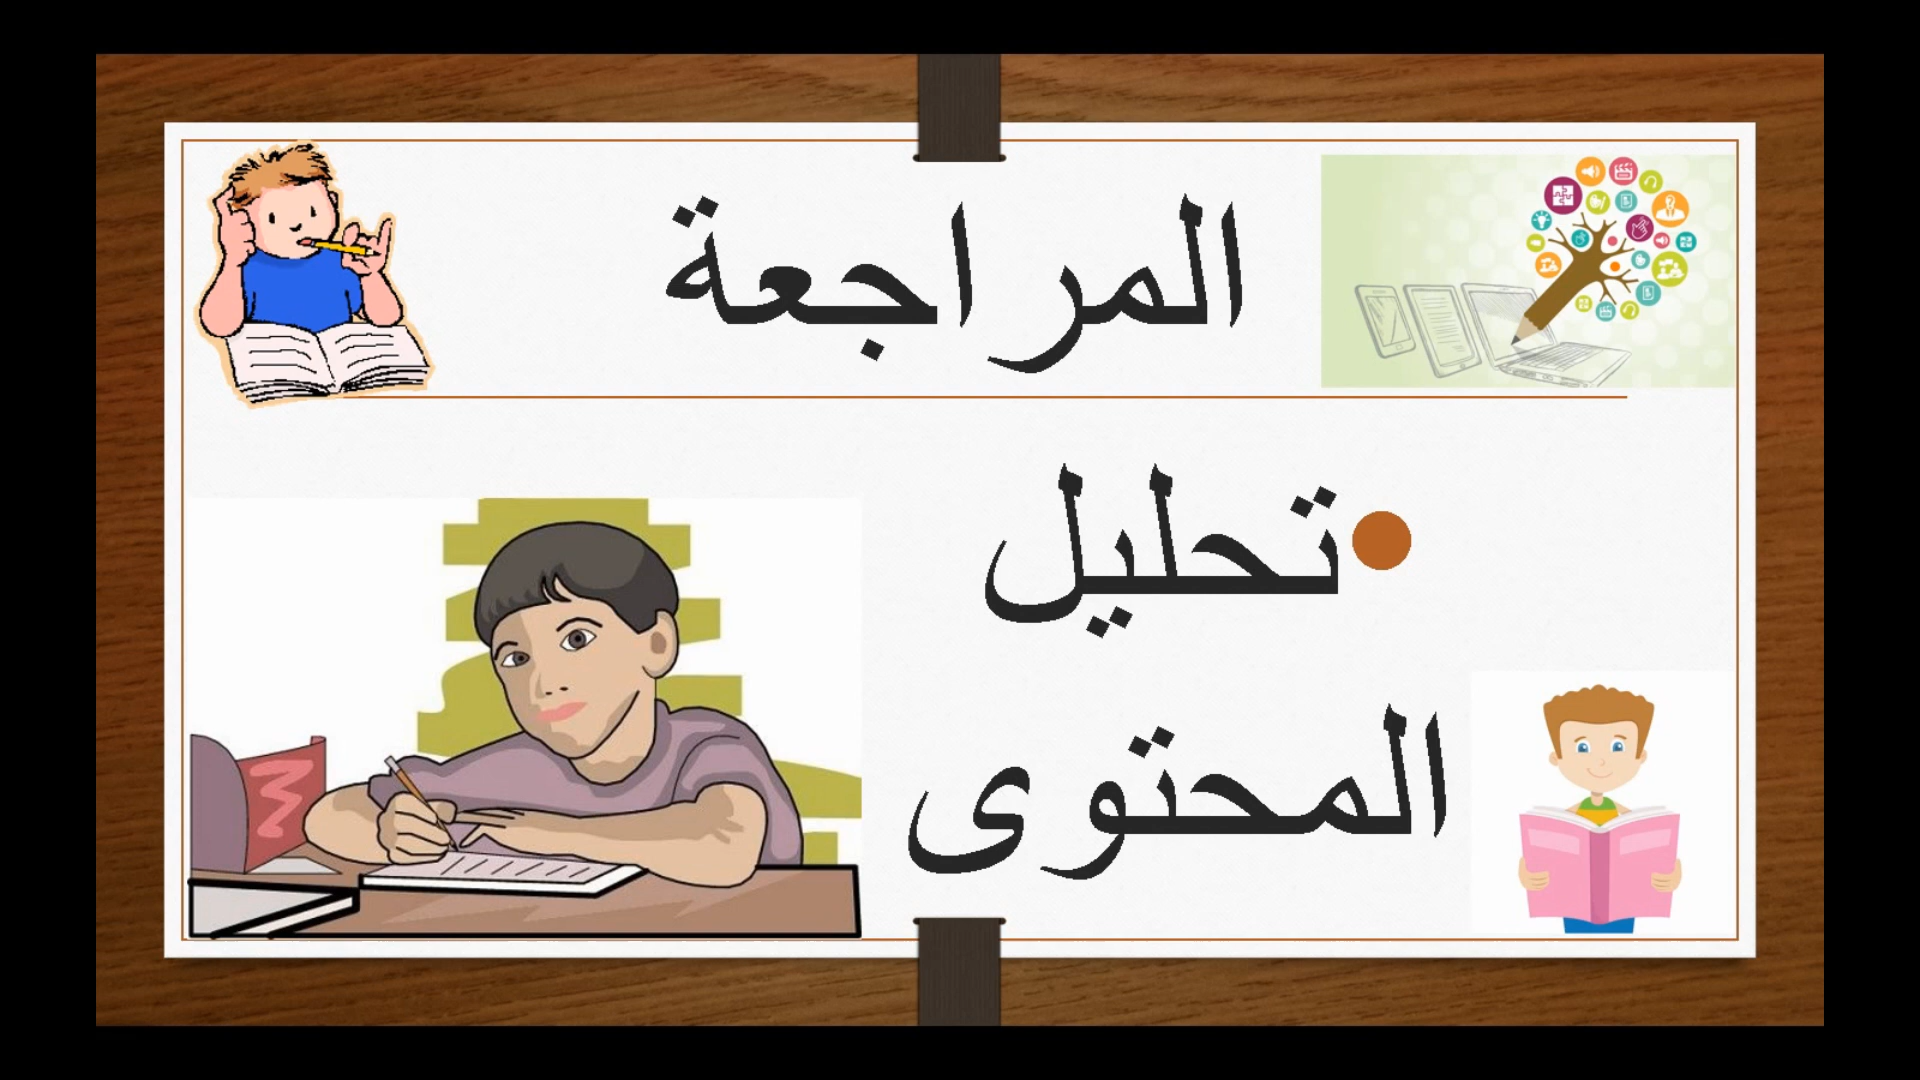 المراجعة
تحليل
المحتوى